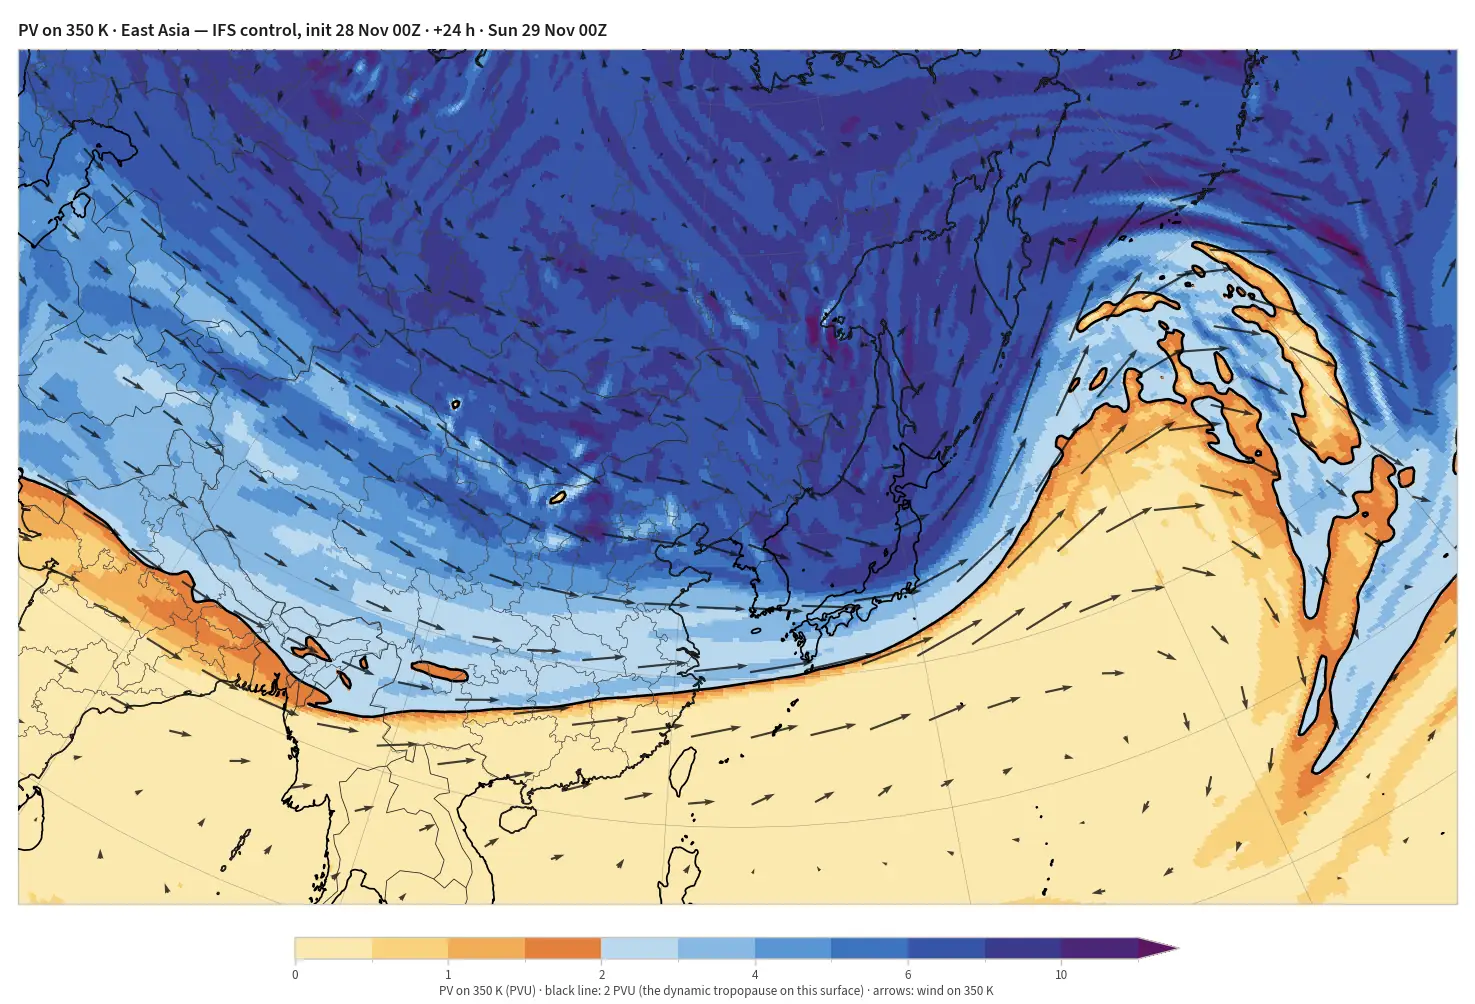 PV on 350 K · East Asia — IFS control, init 28 Nov 00Z · +24 h · Sun 29 Nov 00Z
0 1 2 4 6 10
PV on 350 K (PVU) · black line: 2 PVU (the dynamic tropopause on this surface) · arrows: wind on 350 K